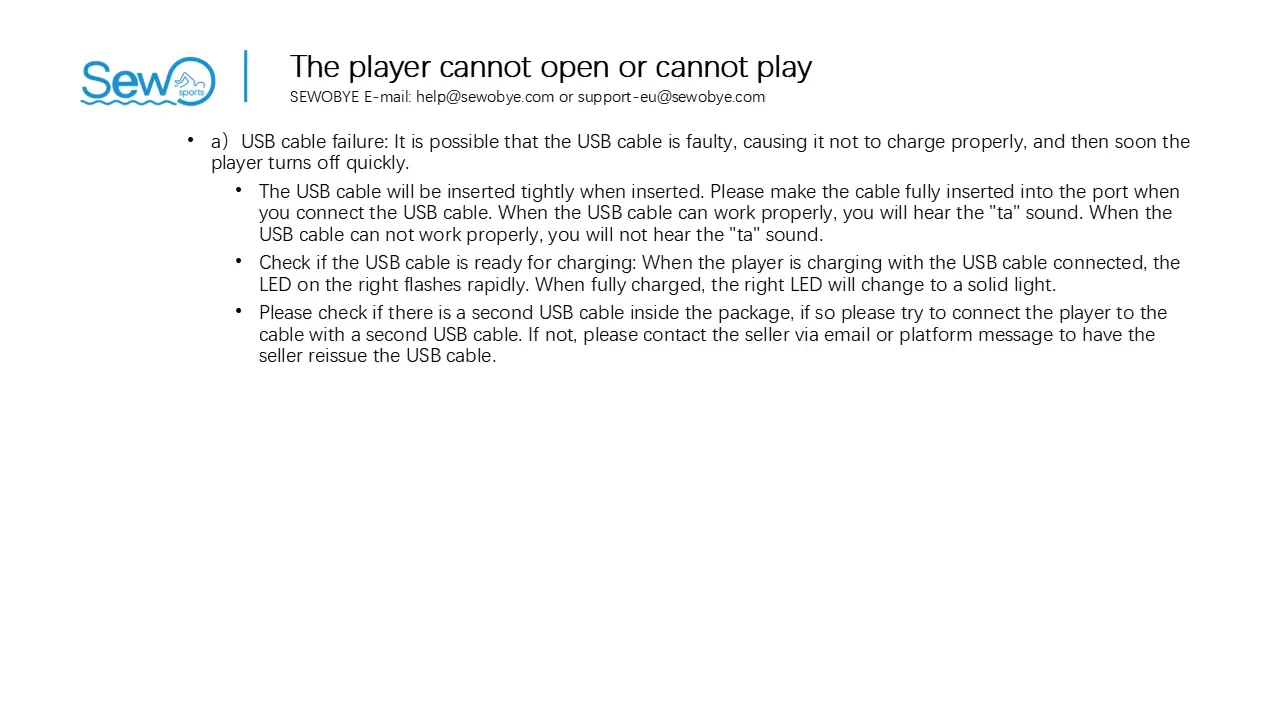 Sew
sports
The player cannot open or cannot play
SEWOBYE E-mail: help@sewobye.com or support-eu@sewobye.com
• a）USB cable failure: It is possible that the USB cable is faulty, causing it not to charge properly, and then soon the
player turns off quickly.
• The USB cable will be inserted tightly when inserted. Please make the cable fully inserted into the port when
you connect the USB cable. When the USB cable can work properly, you will hear the "ta" sound. When the
USB cable can not work properly, you will not hear the "ta" sound.
• Check if the USB cable is ready for charging: When the player is charging with the USB cable connected, the
LED on the right flashes rapidly. When fully charged, the right LED will change to a solid light.
• Please check if there is a second USB cable inside the package, if so please try to connect the player to the
cable with a second USB cable. If not, please contact the seller via email or platform message to have the
seller reissue the USB cable.